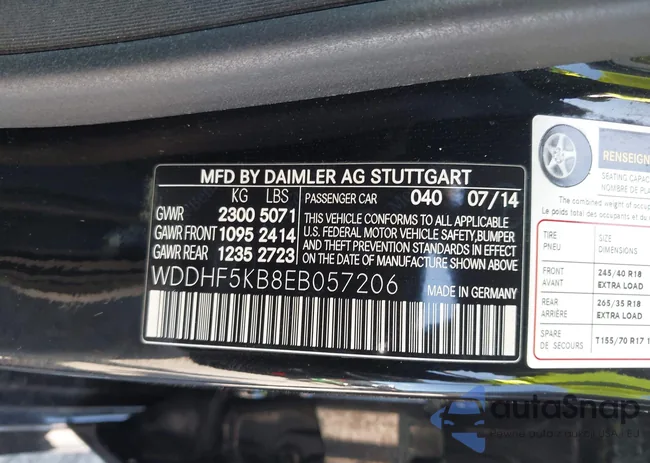 MFD BY DAIMLER AG STUTTGART
KG LBS PASSENGER CAR 040 07/14
GVWR 2300 5071
GAWR FRONT 1095 2414
GAWR REAR 1235 2723
THIS VEHICLE CONFORMS TO ALL APPLICABLE
U.S. FEDERAL MOTOR VEHICLE SAFETY, BUMPER
AND THEFT PREVENTION STANDARDS IN
EFFECT ON THE DATE OF MANUFACTURE
SHOWN ABOVE.
WDDHF5KB8EB057206 MADE IN GERMANY
RENSEIGN
SEATING CAPAC
NOMBRE DE PLA
The combined weight of occup
Le poids total des occupants
TIRE
PNEU
SIZE
DIMENSIONS
FRONT
AVANT
245/40 R18
EXTRA LOAD
REAR
ARRIÈRE
265/35 R18
EXTRA LOAD
SPARE
DE SECOURS
T155/70 R17 1
autoSnap